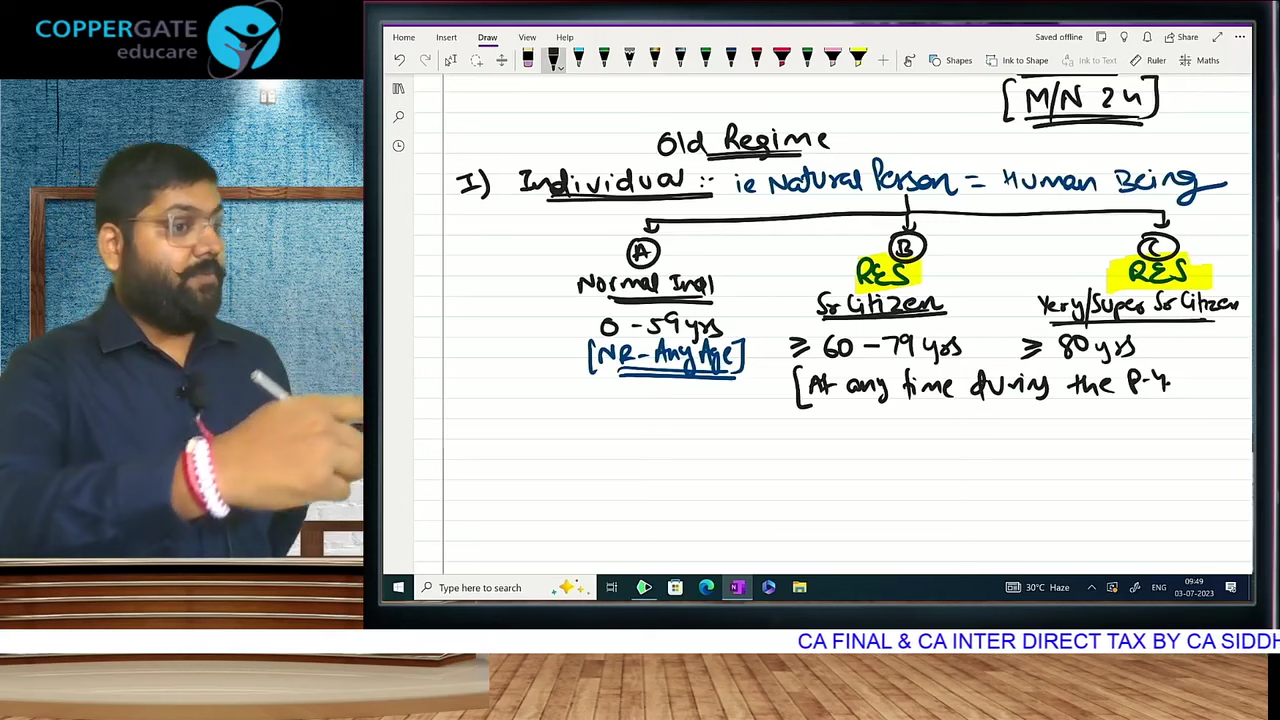 COPPERGATE
educare
Home Insert Draw View Help
Saved offline
Share
Shapes
Ink to Shape
Ink to Text
Ruler
Maths
[M/N 24]
Old Regime
I) Individual :- ie Natural Person = Human Being
A
B
C
Normal Indl
RES
RES
Sr Citizen
Very/Super Sr Citizen
0 - 59 yrs
[NR - Any Age]
≥ 60 - 79 yrs
≥ 80 yrs
[At any time during the P.Y.
Type here to search
30°C Haze
ENG
09:49
03-07-2023
CA FINAL & CA INTER DIRECT TAX BY CA SIDDH